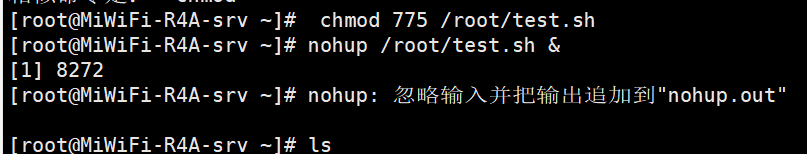 [root@MiWiFi-R4A-srv ~]#  chmod 775 /root/test.sh
[root@MiWiFi-R4A-srv ~]# nohup /root/test.sh &
[1] 8272
[root@MiWiFi-R4A-srv ~]# nohup: 忽略输入并把输出追加到"nohup.out"
[root@MiWiFi-R4A-srv ~]# ls